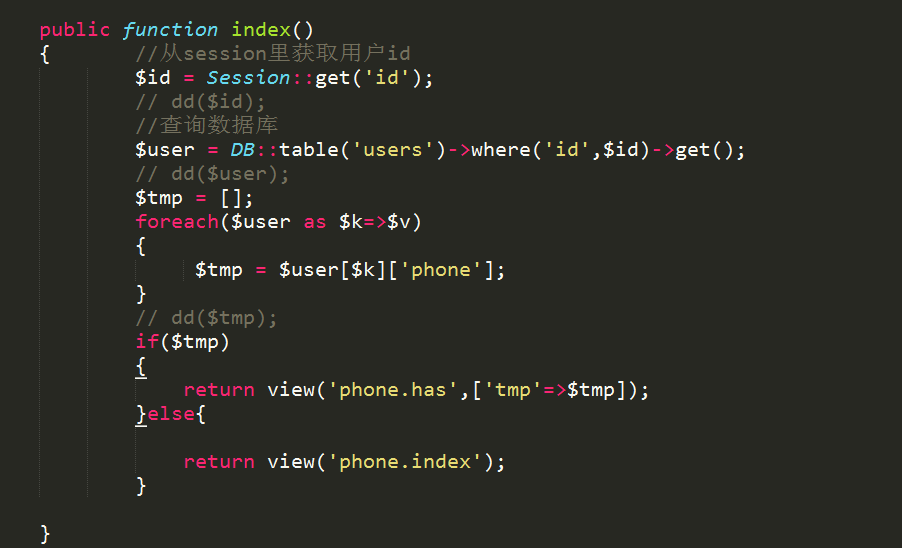 public function index()
{       //从session里获取用户id
        $id = Session::get('id');
        // dd($id);
        //查询数据库
        $user = DB::table('users')->where('id',$id)->get();
        // dd($user);
        $tmp = [];
        foreach($user as $k=>$v)
        {
             $tmp = $user[$k]['phone'];
        }
        // dd($tmp);
        if($tmp)
        {
            return view('phone.has',['tmp'=>$tmp]);
        }else{
            return view('phone.index');
        }
}